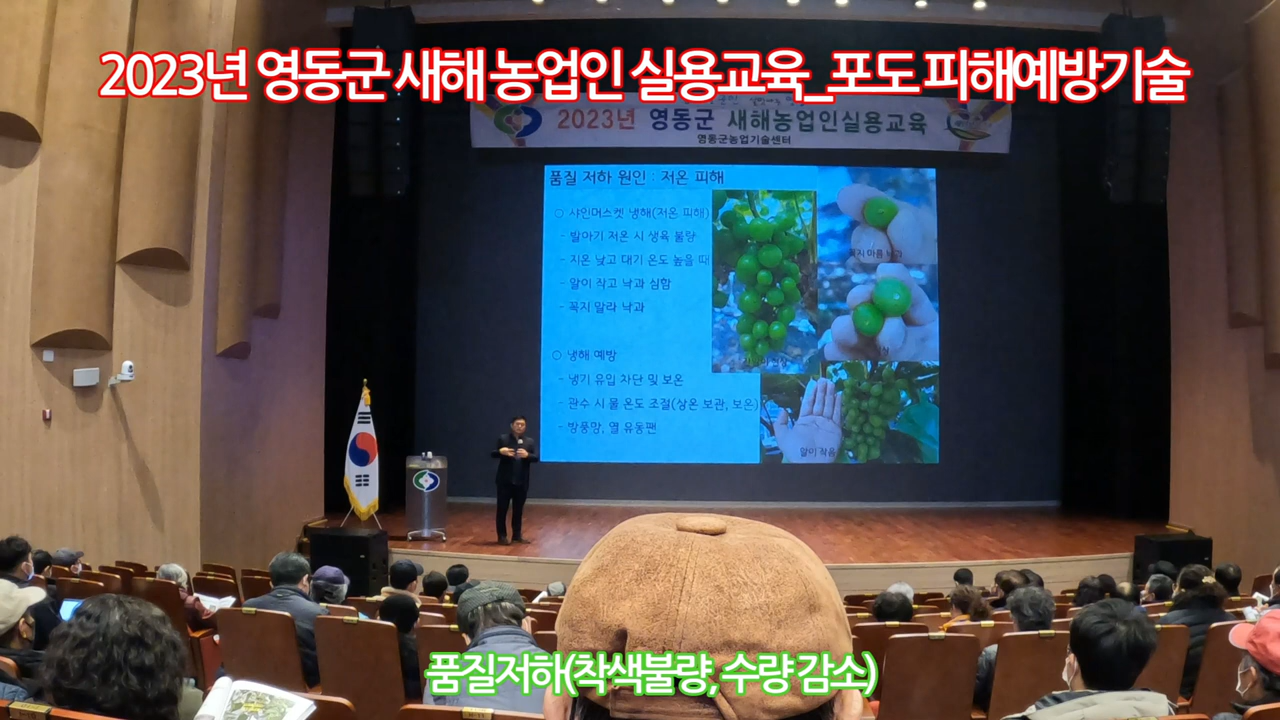 2023년 영동군 새해 농업인 실용교육_포도 피해예방기술
2023년 영동군 새해농업인실용교육
영동군농업기술센터
품질 저하 원인 : 저온 피해
○ 샤인머스켓 냉해(저온 피해)
- 발아기 저온 시 생육 불량
- 지온 낮고 대기 온도 높을 때
- 알이 작고 낙과 심함
- 꼭지 말라 낙과
○ 냉해 예방
- 냉기 유입 차단 및 보온
- 관수 시 물 온도 조절(상온 보관, 보온)
- 방풍망, 열 유동팬
알이 작음
품질저하(착색불량, 수량 감소)